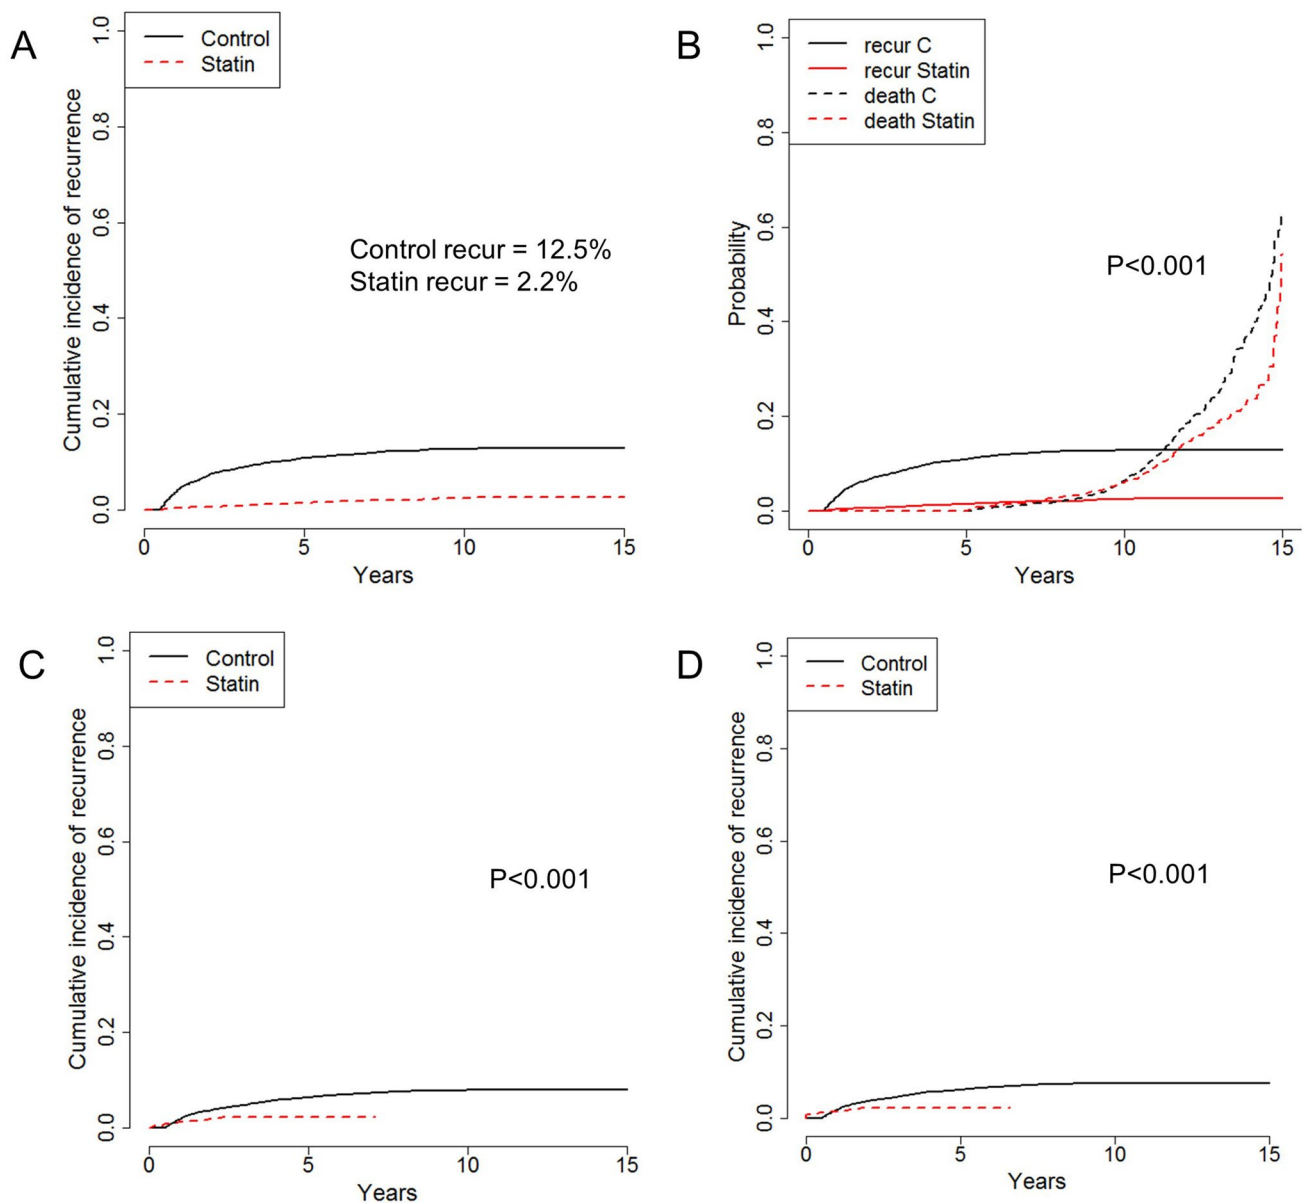 A
Control
Statin
Cumulative incidence of recurrence
1.0
0.8
0.6
0.4
0.2
0.0
Control recur = 12.5%
Statin recur = 2.2%
0 5 10 15
Years
B
recur C
recur Statin
death C
death Statin
Probability
1.0
0.8
0.6
0.4
0.2
0.0
P<0.001
0 5 10 15
Years
C
Control
Statin
Cumulative incidence of recurrence
1.0
0.8
0.6
0.4
0.2
0.0
P<0.001
0 5 10 15
Years
D
Control
Statin
Cumulative incidence of recurrence
1.0
0.8
0.6
0.4
0.2
0.0
P<0.001
0 5 10 15
Years